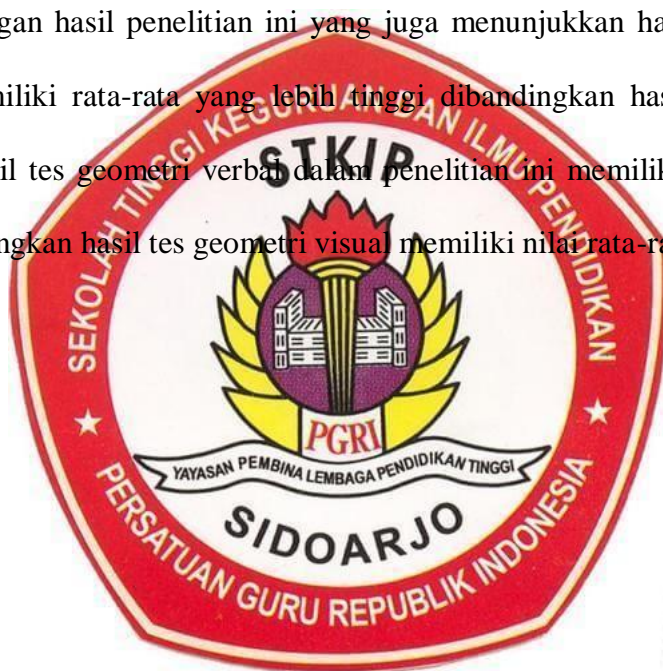 gan hasil penelitian ini yang juga menunjukkan ha
miliki rata-rata yang lebih tinggi dibandingkan has
il tes geometri verbal dalam penelitian ini memilik
ngkan hasil tes geometri visual memiliki nilai rata-ra
SEKOLAH TINGGI KEGURUAN DAN ILMU PENDIDIKAN
STKIP
PGRI
YAYASAN PEMBINA LEMBAGA PENDIDIKAN TINGGI
SIDOARJO
PERSATUAN GURU REPUBLIK INDONESIA